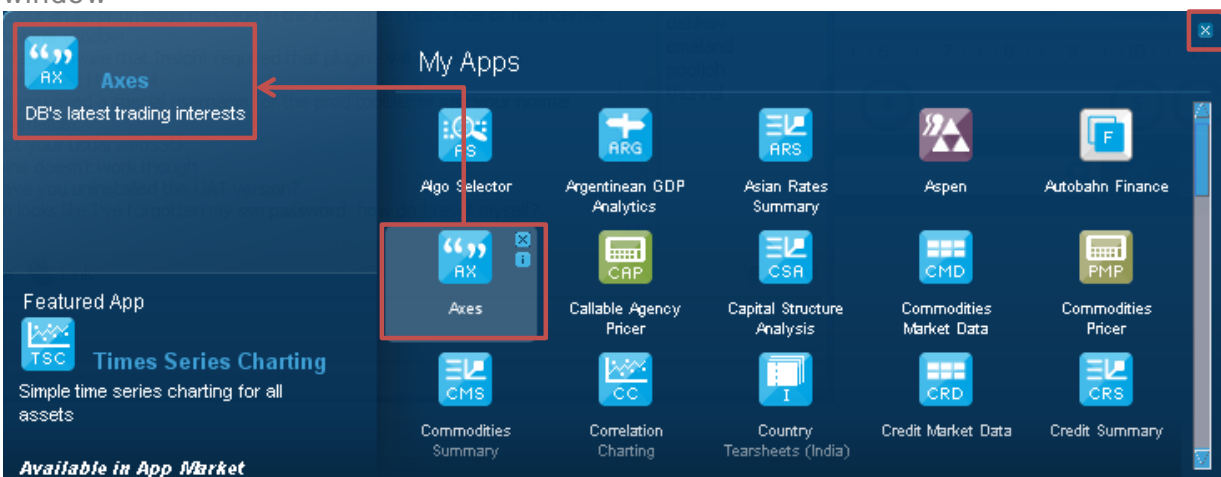 window
AX
Axes
DB's latest trading interests
Featured App
TSC
Times Series Charting
Simple time series charting for all
assets
Available in App Market
My Apps
AS
ARG
ARS
F
Algo Selector
Argentinean GDP
Analytics
Asian Rates
Summary
Aspen
Autobahn Finance
AX
CAP
CSA
CMD
PMP
Axes
Callable Agency
Pricer
Capital Structure
Analysis
Commodities
Market Data
Commodities
Pricer
CMS
CC
I
CRD
CRS
Commodities
Summary
Correlation
Charting
Country
Tearsheets (India)
Credit Market Data
Credit Summary